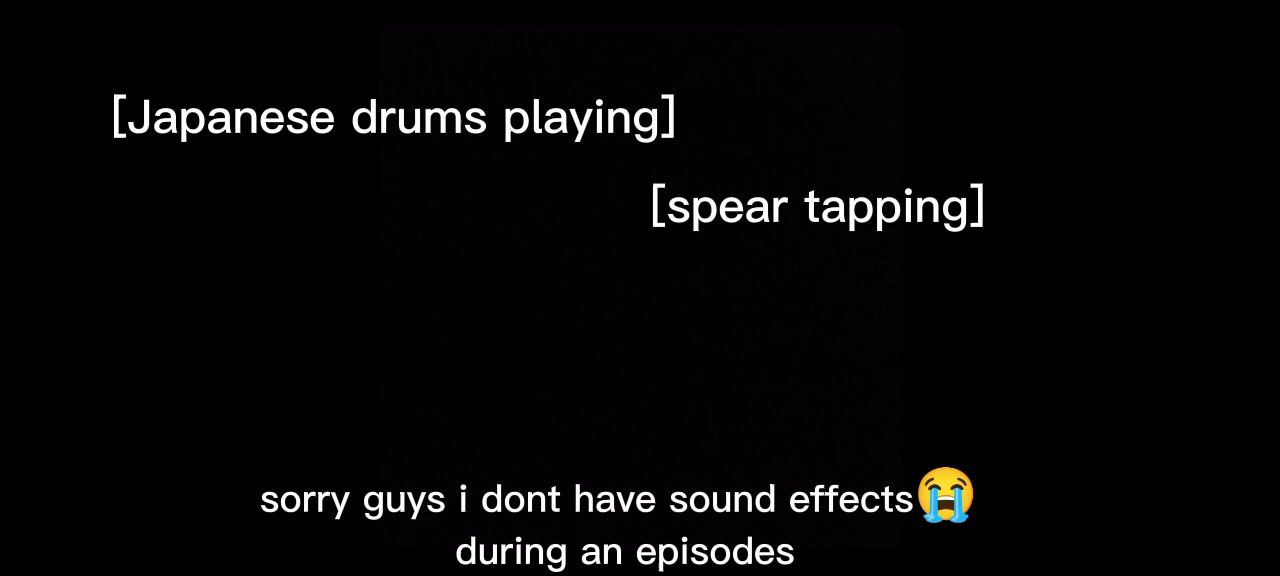 [Japanese drums playing]
[spear tapping]
sorry guys i dont have sound effects😭
during an episodes